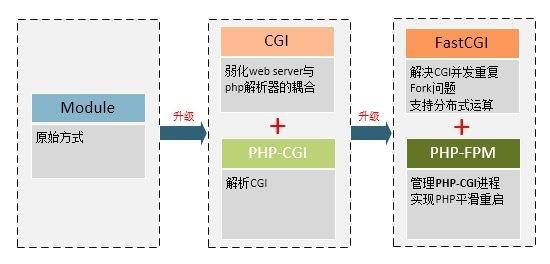 Module
原始方式
升级
CGI
弱化web server与
php解析器的耦合
+
PHP-CGI
解析CGI
升级
FastCGI
解决CGI并发重复
Fork问题
支持分布式运算
+
PHP-FPM
管理PHP-CGI进程
实现PHP平滑重启